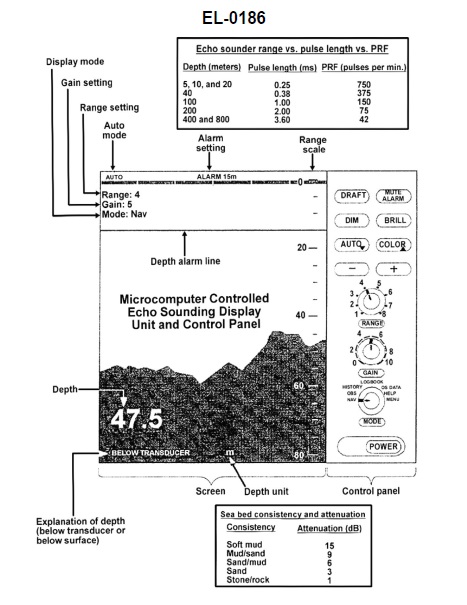 EL-0186
Echo sounder range vs. pulse length vs. PRF
Depth (meters) Pulse length (ms) PRF (pulses per min.)
5, 10, and 20 0.25 750
40 0.38 375
100 1.00 150
200 2.00 75
400 and 800 3.60 42
Display mode
Gain setting
Range setting
Auto mode
Alarm setting
Range scale
AUTO ALARM 15m 0
Range: 4
Gain: 5
Mode: Nav
Depth alarm line
20
Microcomputer Controlled
Echo Sounding Display
Unit and Control Panel
40
60
80
Depth
47.5
BELOW TRANSDUCER m
Explanation of depth
(below transducer or
below surface)
Screen
Depth unit
Control panel
DRAFT MUTE ALARM
DIM BRILL
AUTO COLOR
− +
4 5
3 6
2 7
1 8
RANGE
4 6
2 8
0 10
GAIN
LOGBOOK
HISTORY OS DATA
OBS HELP
NAV MENU
MODE
POWER
Sea bed consistency and attenuation
Consistency Attenuation (dB)
Soft mud 15
Mud/sand 9
Sand/mud 6
Sand 3
Stone/rock 1